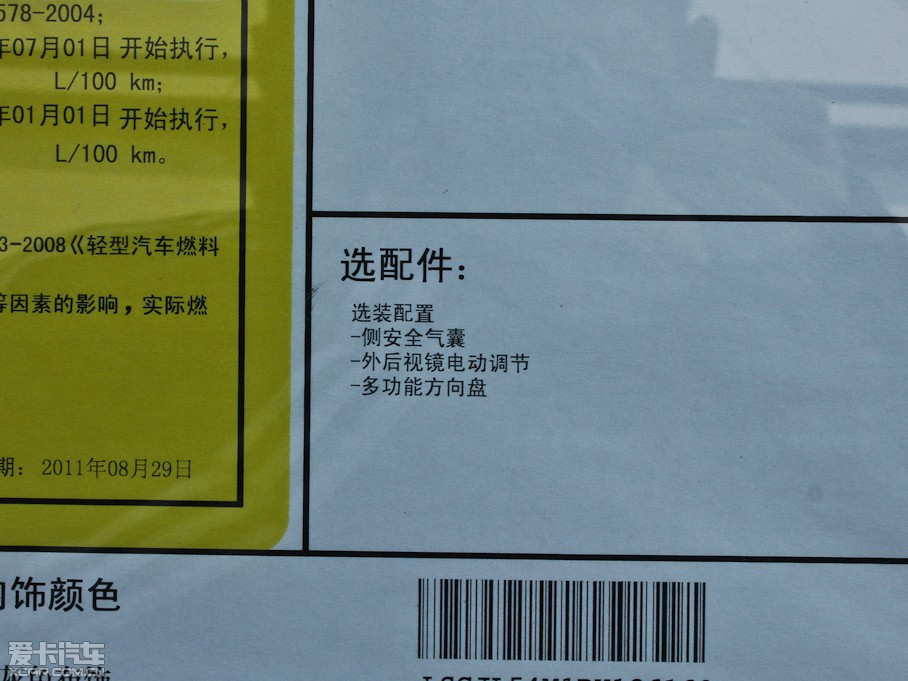 578-2004;
年07月01日 开始执行,
L/100 km;
年01月01日 开始执行,
L/100 km。
3-2008《轻型汽车燃料
等因素的影响，实际燃
期： 2011年08月29日
选配件：
选装配置
-侧安全气囊
-外后视镜电动调节
-多功能方向盘
内饰颜色
爱卡汽车
XCAR.COM.CN